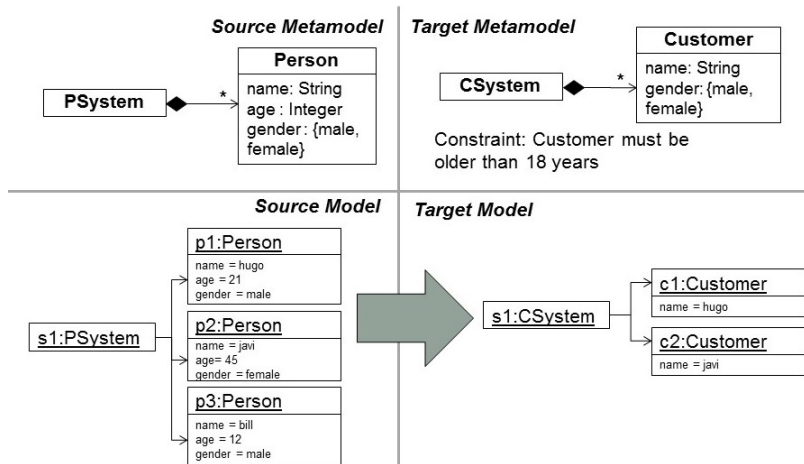 Source Metamodel
Person
name: String
age : Integer
gender : {male,
female}
PSystem
*
Target Metamodel
Customer
name: String
gender: {male,
female}
CSystem
*
Constraint: Customer must be
older than 18 years
Source Model
p1:Person
name = hugo
age = 21
gender = male
s1:PSystem
p2:Person
name = javi
age= 45
gender = female
p3:Person
name = bill
age = 12
gender = male
Target Model
s1:CSystem
c1:Customer
name = hugo
c2:Customer
name = javi